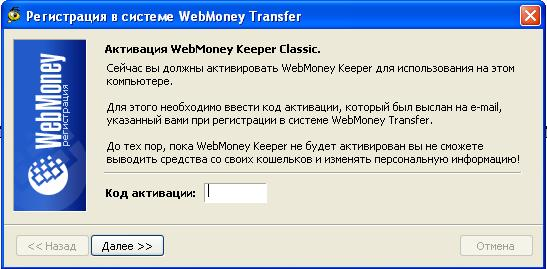 Регистрация в системе WebMoney Transfer
WebMoney
регистрация
Активация WebMoney Keeper Classic.
Сейчас вы должны активировать WebMoney Keeper для использования на этом
компьютере.
Для этого необходимо ввести код активации, который был выслан на e-mail,
указанный вами при регистрации в системе WebMoney Transfer.
До тех пор, пока WebMoney Keeper не будет активирован вы не сможете
выводить средства со своих кошельков и изменять персональную информацию!
Код активации:
<< Назад
Далее >>
Отмена